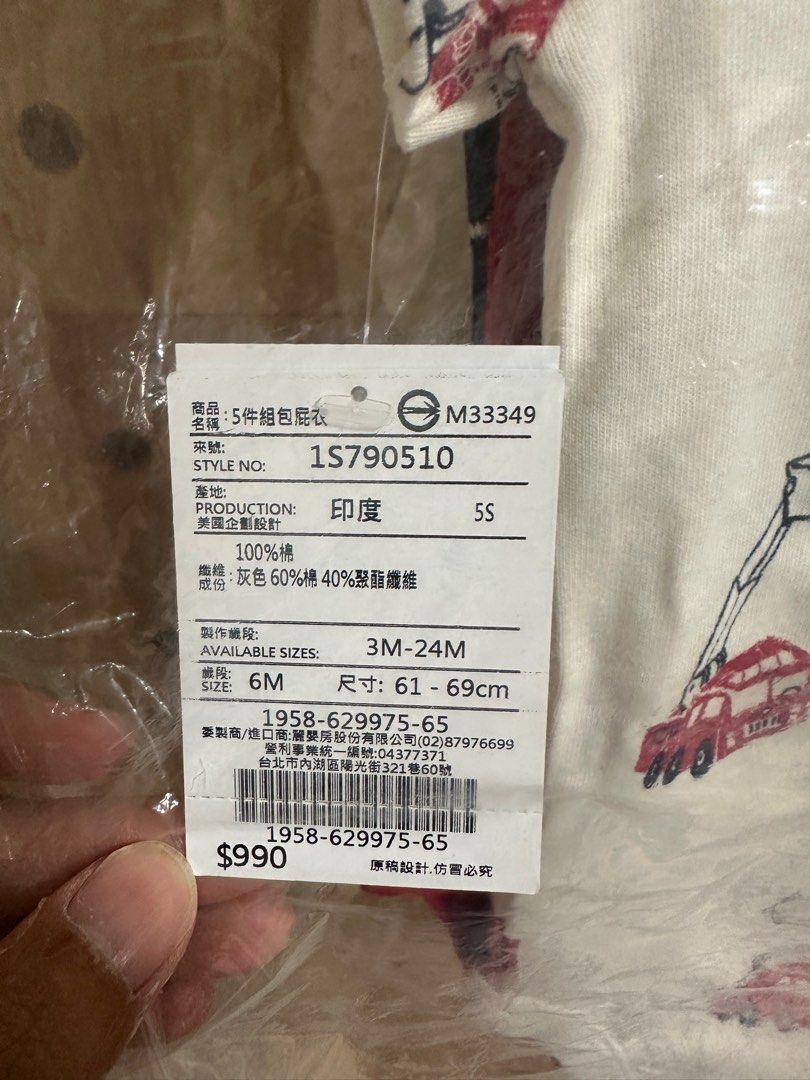 商品名稱:5件組包屁衣 M33349
來號:
STYLE NO: 1S790510
產地:
PRODUCTION: 印度 5S
美國企劃設計
100%棉
纖維成份:灰色 60%棉 40%聚酯纖維
製作歲段:
AVAILABLE SIZES: 3M-24M
歲段:
SIZE: 6M 尺寸: 61 - 69cm
1958-629975-65
委製商/進口商:麗嬰房股份有限公司(02)87976699
營利事業統一編號:04377371
台北市內湖區陽光街321巷60號
1958-629975-65
$990 原稿設計.仿冒必究